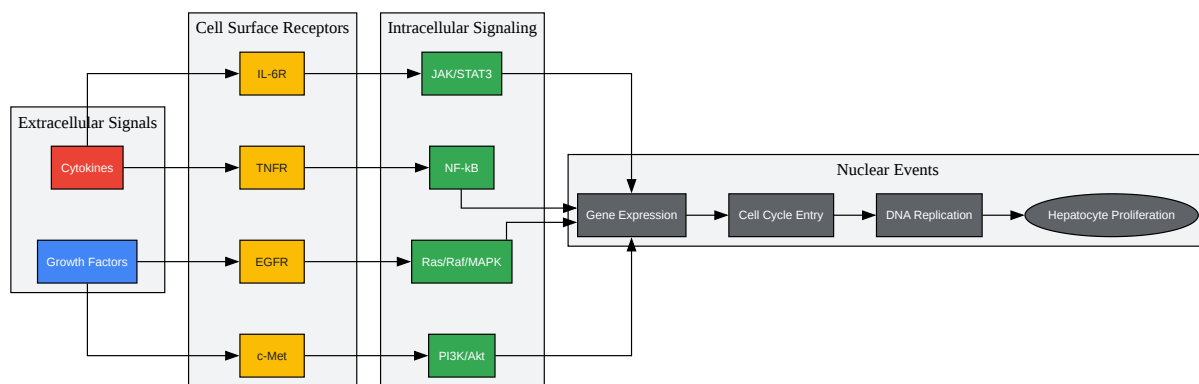 Cell Surface Receptors
Intracellular Signaling
IL-6R
JAK/STAT3
Extracellular Signals
Cytokines
TNFR
NF-kB
Nuclear Events
Gene Expression
Cell Cycle Entry
DNA Replication
Hepatocyte Proliferation
Growth Factors
EGFR
Ras/Raf/MAPK
c-Met
PI3K/Akt